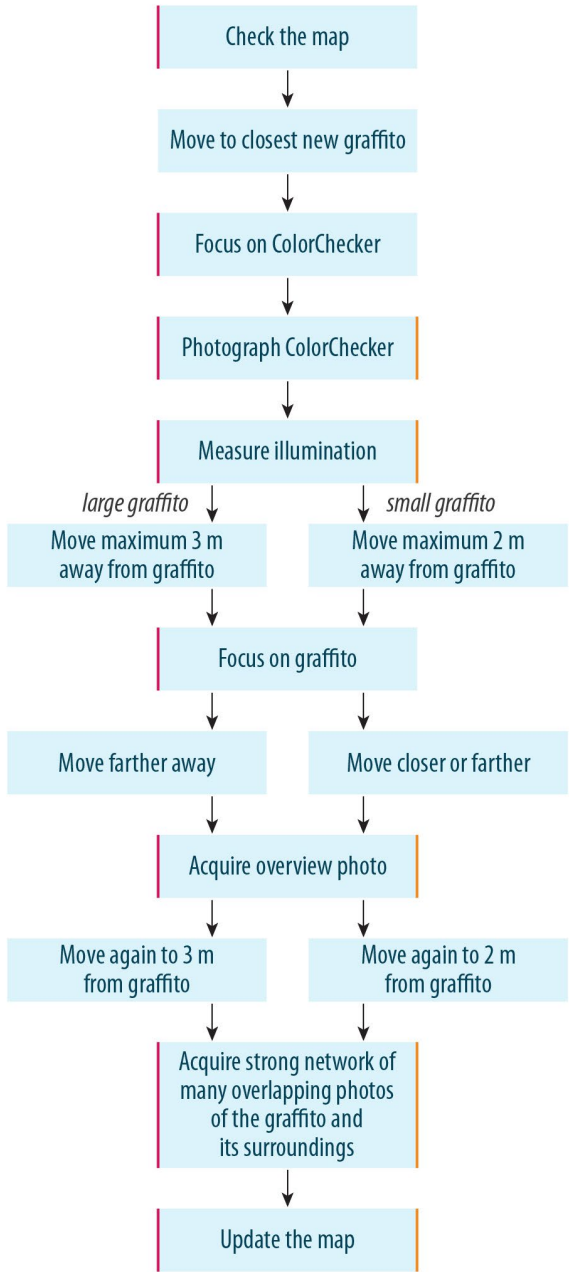 Check the map
Move to closest new graffito
Focus on ColorChecker
Photograph ColorChecker
Measure illumination
large graffito
small graffito
Move maximum 3 m
away from graffito
Move maximum 2 m
away from graffito
Focus on graffito
Move farther away
Move closer or farther
Acquire overview photo
Move again to 3 m
from graffito
Move again to 2 m
from graffito
Acquire strong network of
many overlapping photos
of the graffito and
its surroundings
Update the map